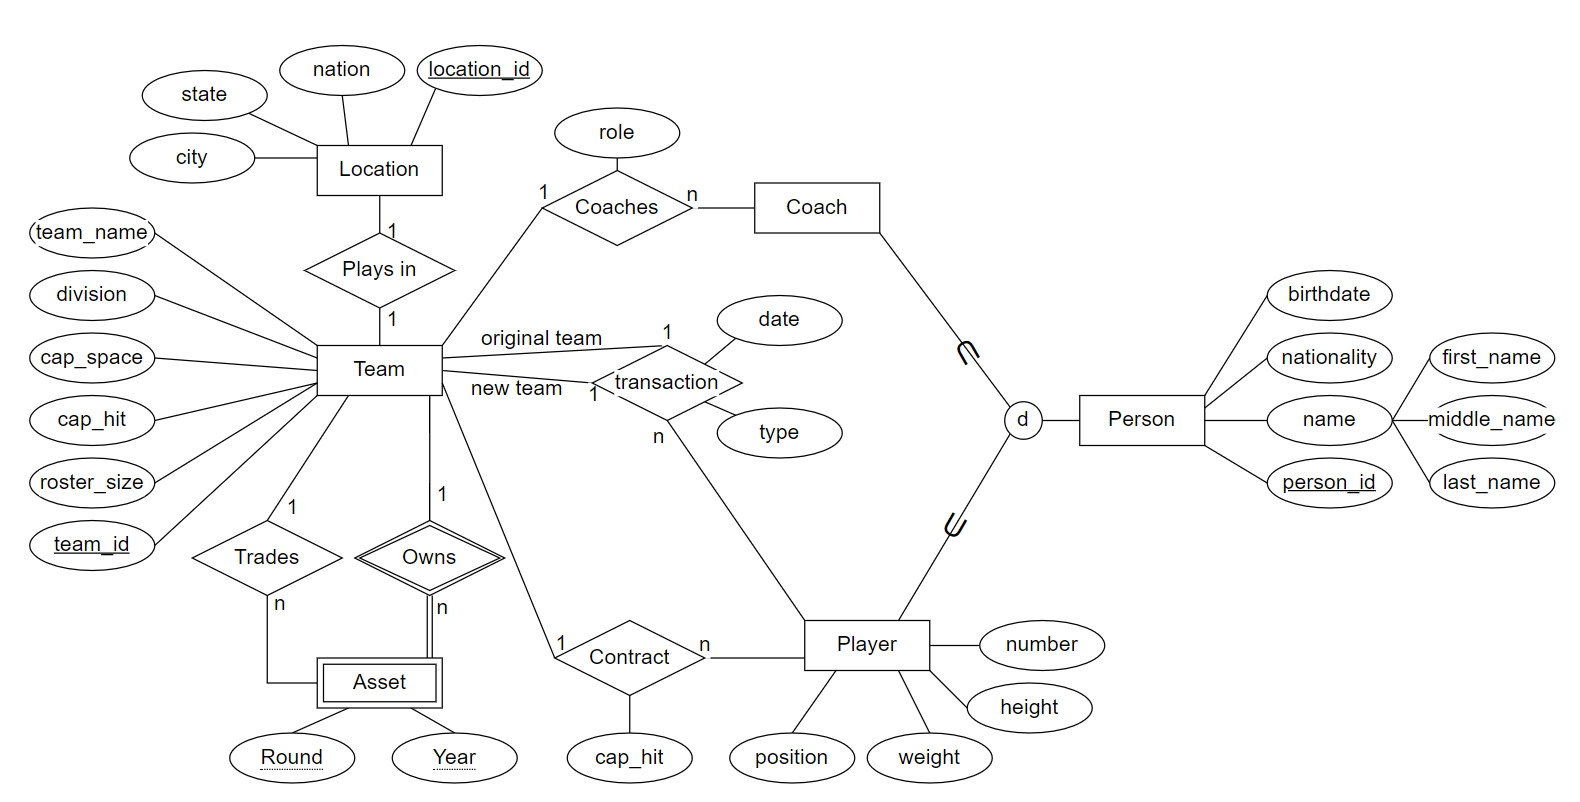 nation
location_id
state
city
Location
role
1
n
Coaches
Coach
team_name
1
Plays in
1
division
birthdate
date
original team
1
cap_space
Team
new team
1
transaction
nationality
first_name
cap_hit
type
n
d
Person
name
middle_name
roster_size
person_id
last_name
team_id
1
1
Trades
Owns
n
n
1
Contract
n
Player
number
Asset
height
Round
Year
cap_hit
position
weight